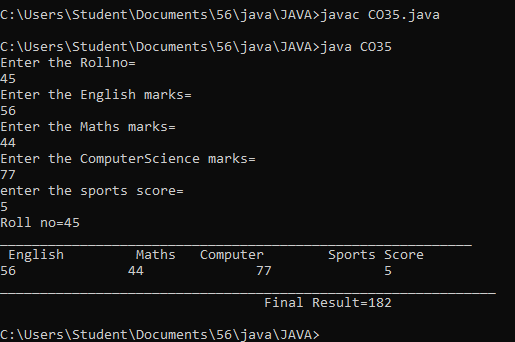 C:\Users\Student\Documents\56\java\JAVA>javac CO35.java
C:\Users\Student\Documents\56\java\JAVA>java CO35
Enter the Rollno=
45
Enter the English marks=
56
Enter the Maths marks=
44
Enter the ComputerScience marks=
77
enter the sports score=
5
Roll no=45
___________________________________________________________
 English         Maths   Computer        Sports Score
56              44              77              5
______________________________________________________________
                                 Final Result=182
C:\Users\Student\Documents\56\java\JAVA>